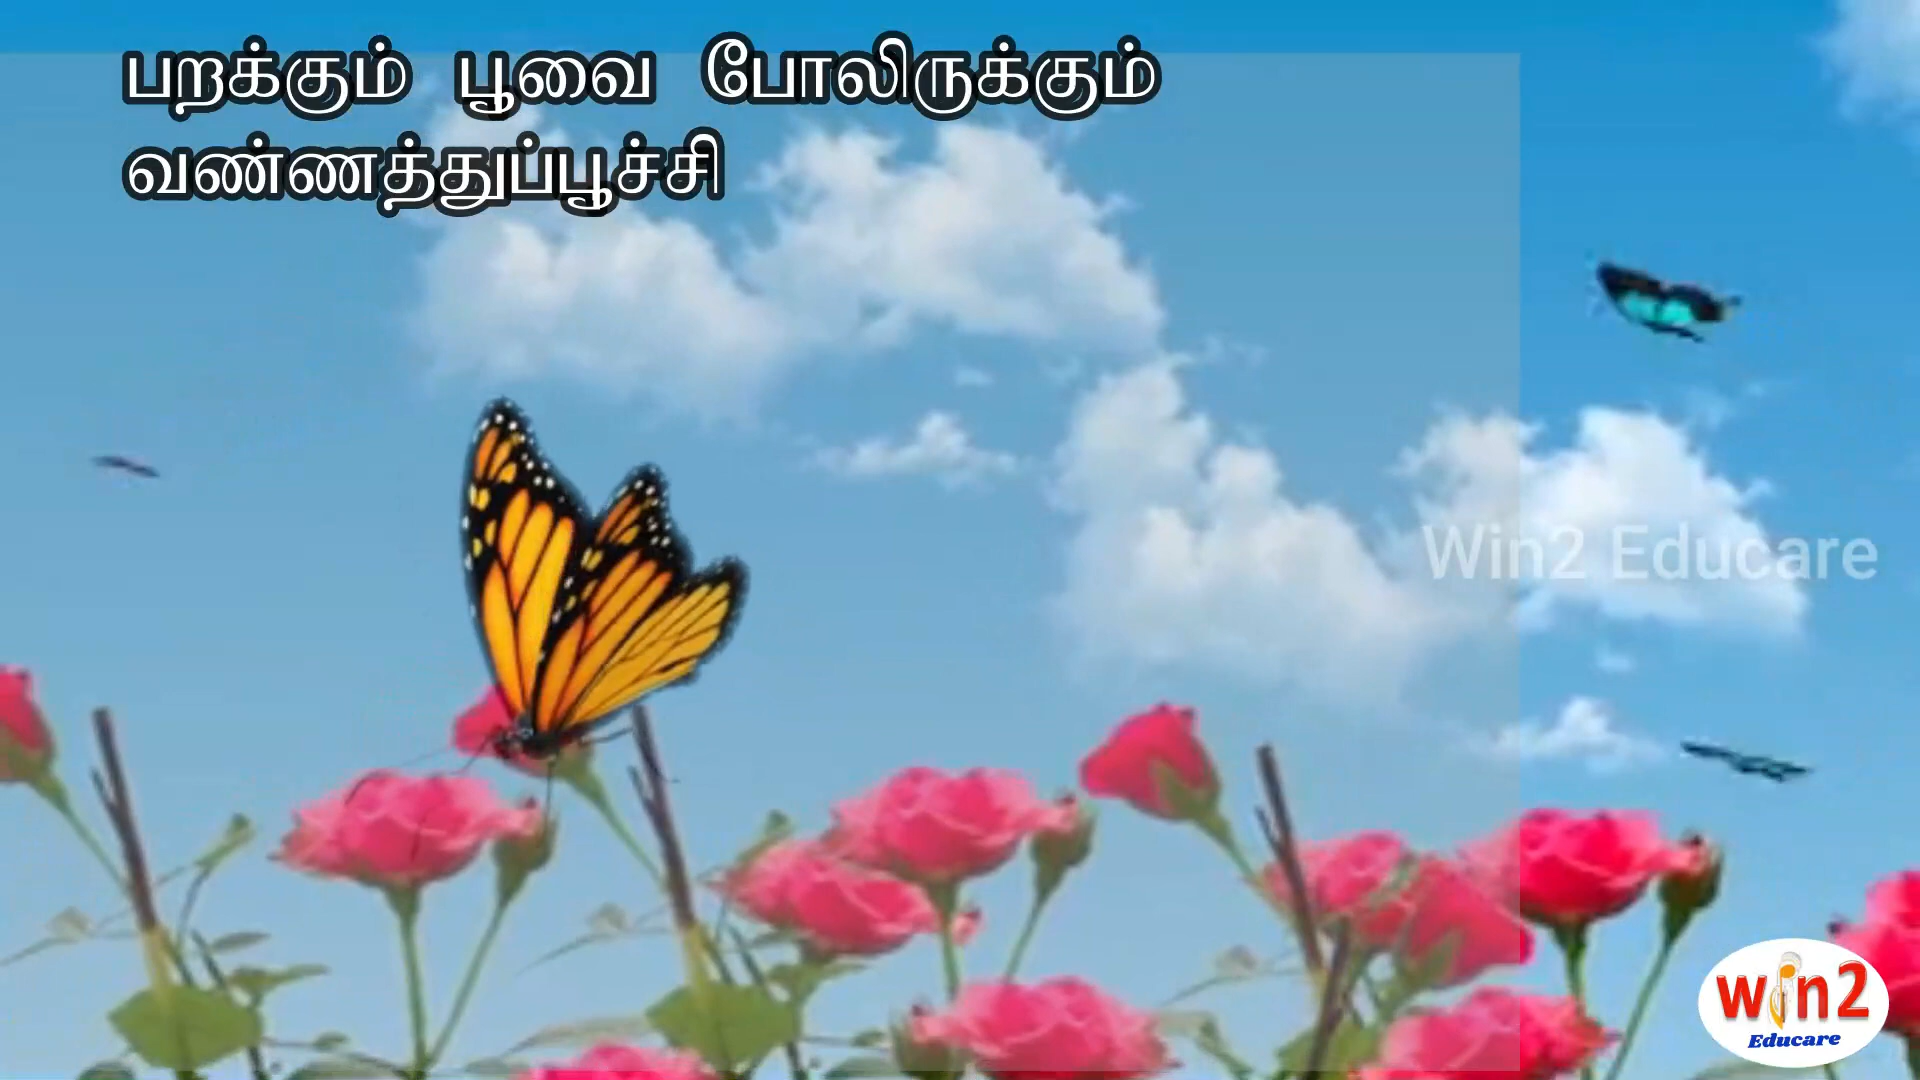 பறக்கும் பூவை போலிருக்கும்
வண்ணத்துப்பூச்சி
Win2 Educare
win2
Educare